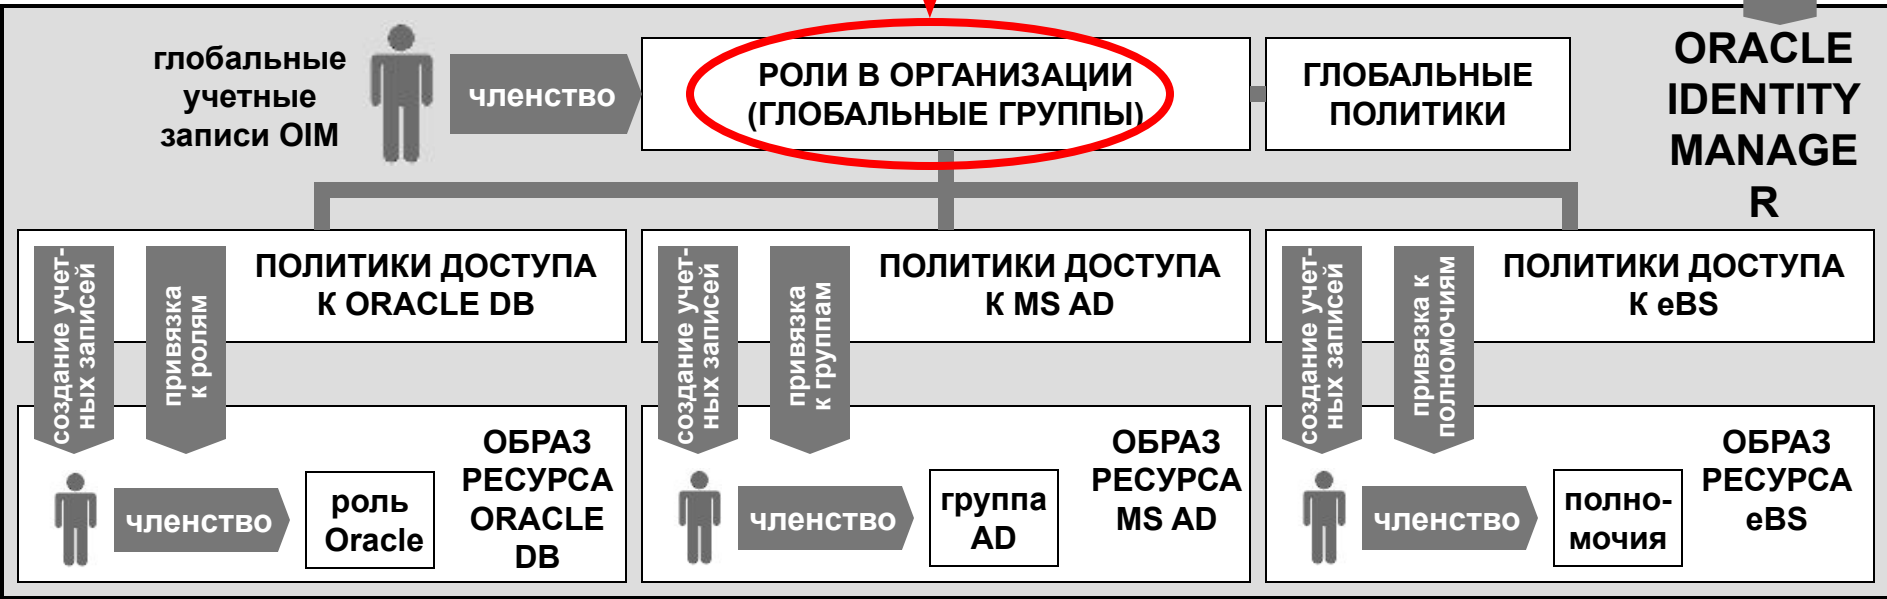 глобальные
учетные
записи OIM
членство
РОЛИ В ОРГАНИЗАЦИИ
(ГЛОБАЛЬНЫЕ ГРУППЫ)
ГЛОБАЛЬНЫЕ
ПОЛИТИКИ
ORACLE
IDENTITY
MANAGE
R
создание учет-
ных записей
привязка
к ролям
ПОЛИТИКИ ДОСТУПА
К ORACLE DB
создание учет-
ных записей
привязка
к группам
ПОЛИТИКИ ДОСТУПА
К MS AD
создание учет-
ных записей
привязка к
полномочиям
ПОЛИТИКИ ДОСТУПА
К eBS
членство
роль
Oracle
ОБРАЗ
РЕСУРСА
ORACLE
DB
членство
группа
AD
ОБРАЗ
РЕСУРСА
MS AD
членство
полно-
мочия
ОБРАЗ
РЕСУРСА
eBS